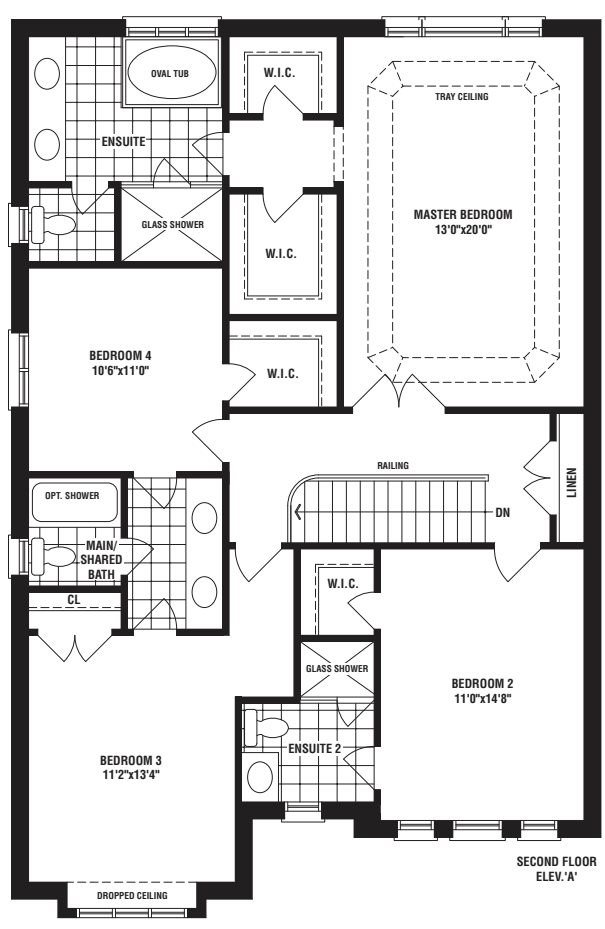 OVAL TUB
W.I.C.
TRAY CEILING
ENSUITE
MASTER BEDROOM
13'0"x20'0"
GLASS SHOWER
W.I.C.
BEDROOM 4
10'6"x11'0"
W.I.C.
RAILING
LINEN
OPT. SHOWER
DN
MAIN/
SHARED
BATH
W.I.C.
CL
GLASS SHOWER
BEDROOM 2
11'0"x14'8"
ENSUITE 2
BEDROOM 3
11'2"x13'4"
SECOND FLOOR
ELEV.'A'
DROPPED CEILING